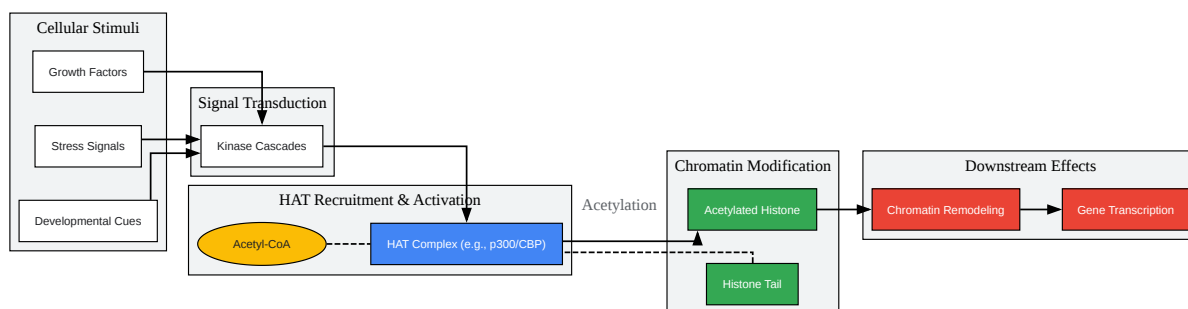 Cellular Stimuli
Growth Factors
Stress Signals
Developmental Cues
Signal Transduction
Kinase Cascades
HAT Recruitment & Activation
Acetyl-CoA
HAT Complex (e.g., p300/CBP)
Acetylation
Chromatin Modification
Acetylated Histone
Histone Tail
Downstream Effects
Chromatin Remodeling
Gene Transcription